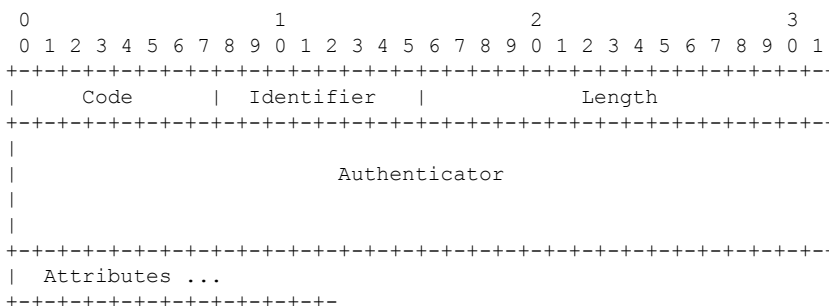 0                   1                   2                   3
 0 1 2 3 4 5 6 7 8 9 0 1 2 3 4 5 6 7 8 9 0 1 2 3 4 5 6 7 8 9 0 1
+-+-+-+-+-+-+-+-+-+-+-+-+-+-+-+-+-+-+-+-+-+-+-+-+-+-+-+-+-+-+-+-
|     Code      |  Identifier   |            Length
+-+-+-+-+-+-+-+-+-+-+-+-+-+-+-+-+-+-+-+-+-+-+-+-+-+-+-+-+-+-+-+-
|
|                         Authenticator
|
|
+-+-+-+-+-+-+-+-+-+-+-+-+-+-+-+-+-+-+-+-+-+-+-+-+-+-+-+-+-+-+-+-
|  Attributes ...
+-+-+-+-+-+-+-+-+-+-+-+-+-